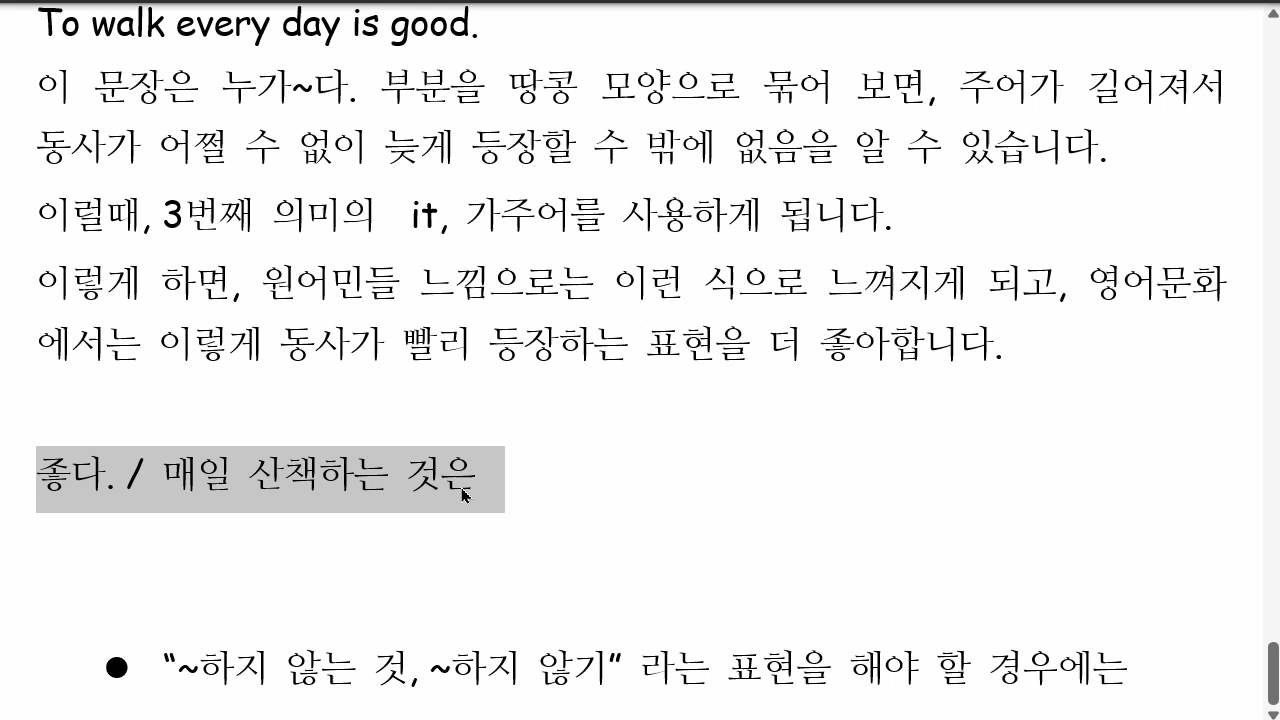 To walk every day is good.
이 문장은 누가~다. 부분을 땅콩 모양으로 묶어 보면, 주어가 길어져서
동사가 어쩔 수 없이 늦게 등장할 수 밖에 없음을 알 수 있습니다.
이럴때, 3번째 의미의 it, 가주어를 사용하게 됩니다.
이렇게 하면, 원어민들 느낌으로는 이런 식으로 느껴지게 되고, 영어문화
에서는 이렇게 동사가 빨리 등장하는 표현을 더 좋아합니다.
좋다. / 매일 산책하는 것은
● “~하지 않는 것, ~하지 않기” 라는 표현을 해야 할 경우에는